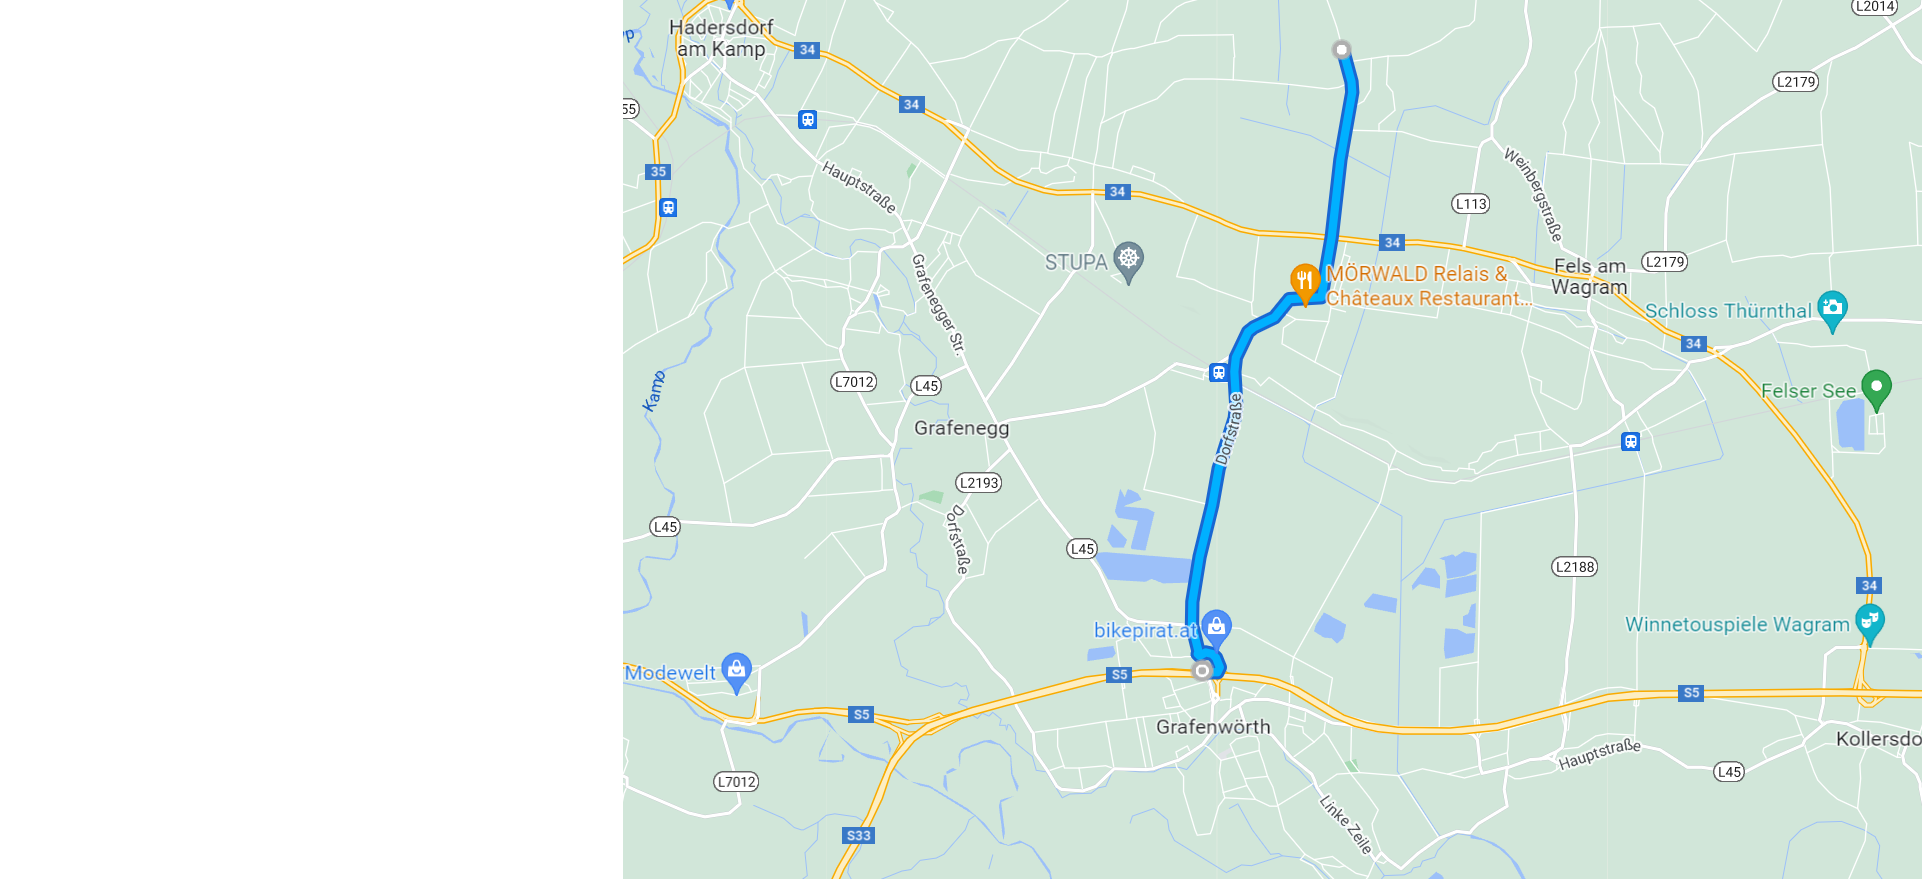 L2014
Hadersdorf
am Kamp
34
L2179
34
55
35
Hauptstraße
Weinbergstraße
34
L113
34
STUPA
MÖRWALD Relais &
Châteaux Restaurant...
Fels am
Wagram
L2179
Grafenegger Str.
Schloss Thürnthal
34
Kamp
L7012
L45
Felser See
Dorfstraße
Grafenegg
L2193
Dorfstraße
L45
L45
L2188
34
bikepirat.at
Winnetouspiele Wagram
Modewelt
S5
S5
S5
Grafenwörth
Kollersdo
Hauptstraße
L45
L7012
Linke Zeile
S33